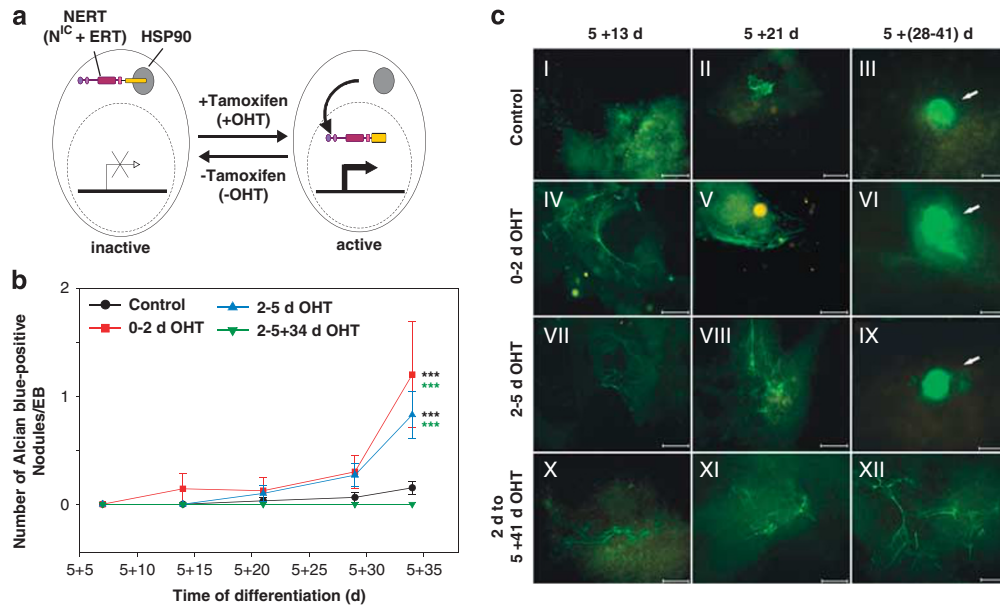 a
NERT
(N^IC + ERT)
HSP90
+Tamoxifen
(+OHT)
-Tamoxifen
(-OHT)
inactive
active
b
Number of Alcian blue-positive
Nodules/EB
2
1
0
Control
0-2 d OHT
2-5 d OHT
2-5+34 d OHT
***
***
***
***
5+5
5+10
5+15
5+20
5+25
5+30
5+35
Time of differentiation (d)
c
5 +13 d
5 +21 d
5 +(28-41) d
Control
I
II
III
0-2 d OHT
IV
V
VI
2-5 d OHT
VII
VIII
IX
2 d to
5 +41 d OHT
X
XI
XII